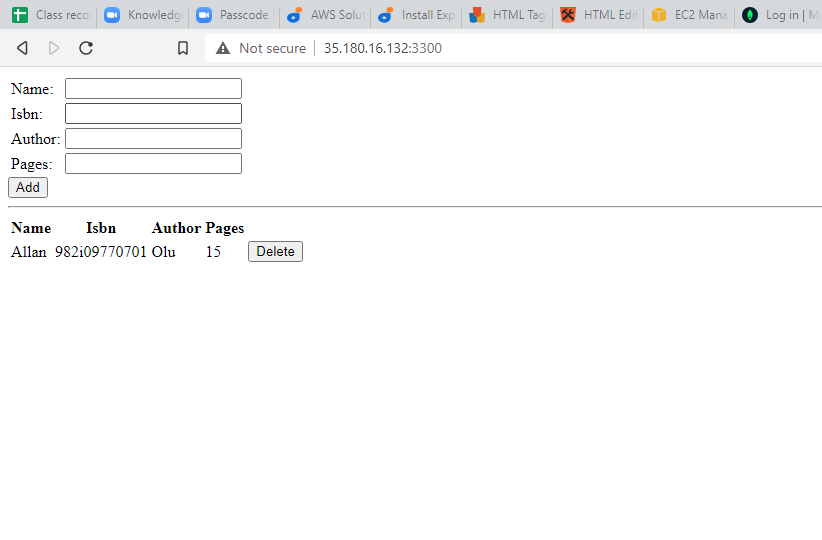 Class reco Knowledge Passcode AWS Solut Install Exp HTML Tag HTML Edit EC2 Mana Log in | M
Not secure 35.180.16.132:3300
Name:
Isbn:
Author:
Pages:
Add
Name Isbn Author Pages
Allan 982i09770701 Olu 15 Delete